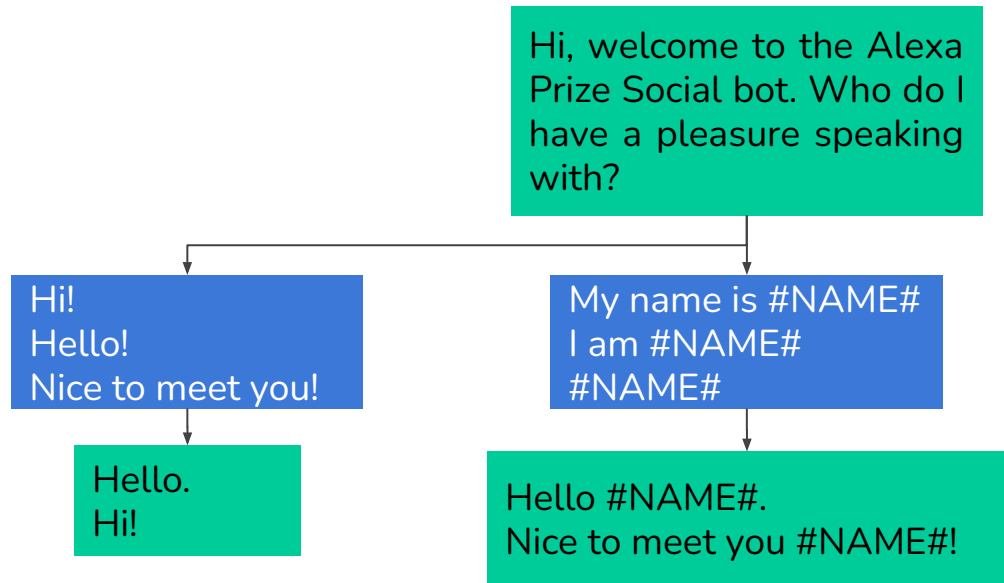 Hi, welcome to the Alexa
Prize Social bot. Who do I
have a pleasure speaking
with?
Hi!
Hello!
Nice to meet you!
My name is #NAME#
I am #NAME#
#NAME#
Hello.
Hi!
Hello #NAME#.
Nice to meet you #NAME#!